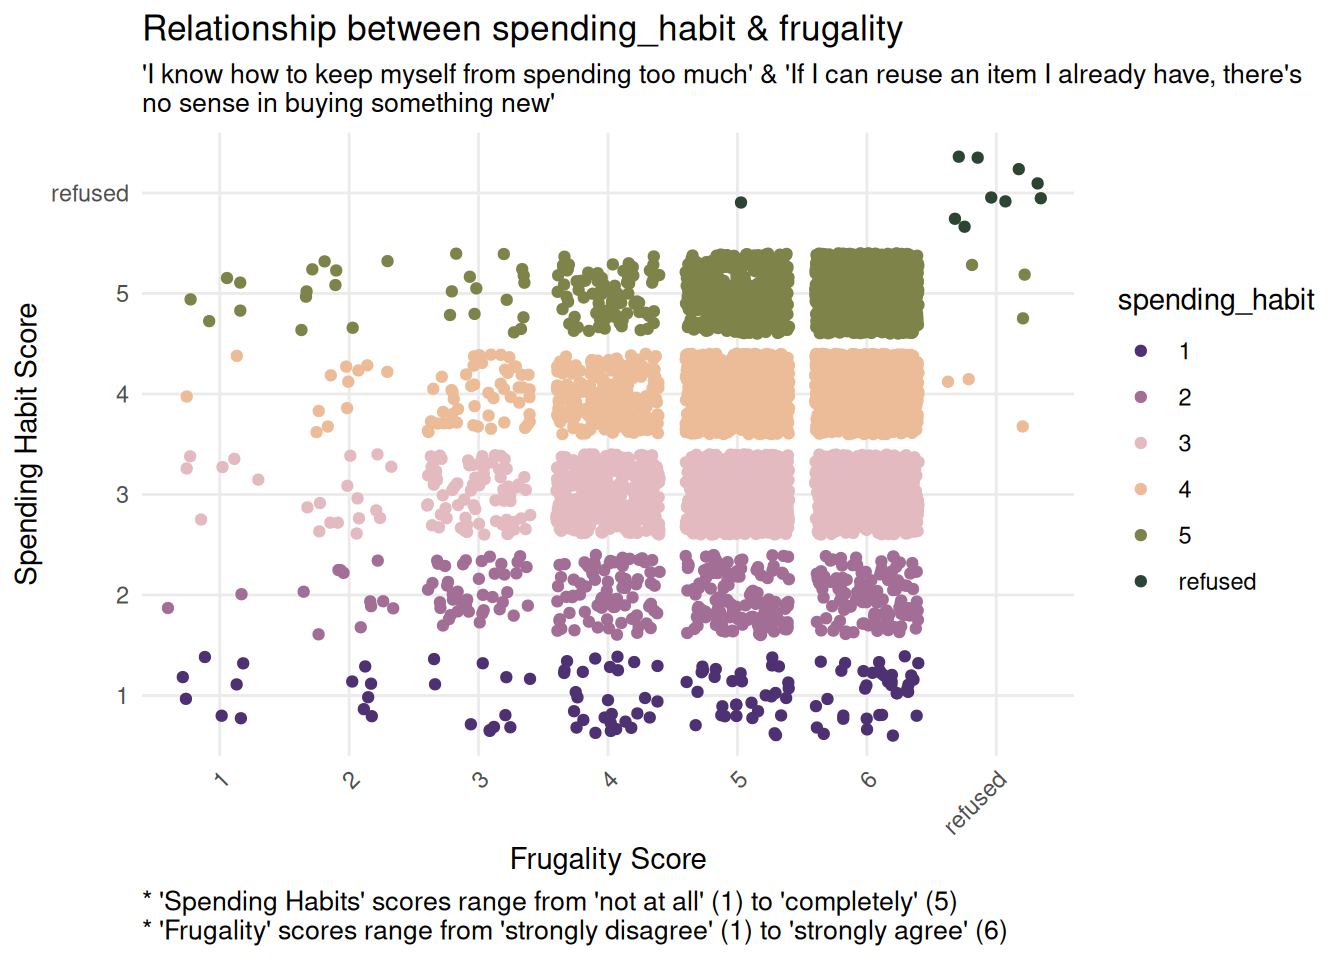 Relationship between spending_habit & frugality
'I know how to keep myself from spending too much' & 'If I can reuse an item I already have, there's
no sense in buying something new'
Spending Habit Score
refused
5
4
3
2
1
1
2
3
4
5
6
refused
Frugality Score
spending_habit
1
2
3
4
5
refused
* 'Spending Habits' scores range from 'not at all' (1) to 'completely' (5)
* 'Frugality' scores range from 'strongly disagree' (1) to 'strongly agree' (6)